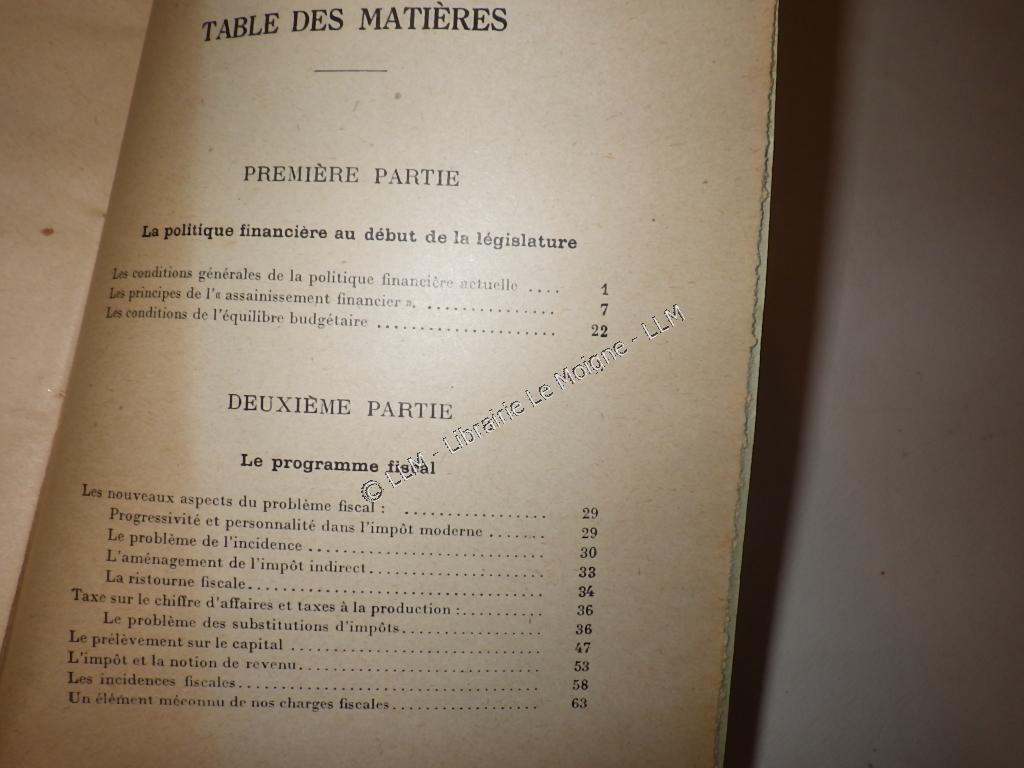 TABLE DES MATIÈRES
PREMIÈRE PARTIE
La politique financière au début de la législature
Les conditions générales de la politique financière actuelle .... 1
Les principes de l'« assainissement financier ». ............... 7
Les conditions de l'équilibre budgétaire ..................... 22
DEUXIÈME PARTIE
Le programme fiscal
Les nouveaux aspects du problème fiscal : ................. 29
Progressivité et personnalité dans l'impôt moderne ....... 29
Le problème de l'incidence ........................... 30
L'aménagement de l'impôt indirect..................... 33
La ristourne fiscale................................... 34
Taxe sur le chiffre d'affaires et taxes à la production :.......... 36
Le problème des substitutions d'impôts................. 36
Le prélèvement sur le capital .............................. 47
L'impôt et la notion de revenu............................. 53
Les incidences fiscales.................................... 58
Un élément méconnu de nos charges fiscales.................. 63
© LLM - Librairie Le Moigne - LLM